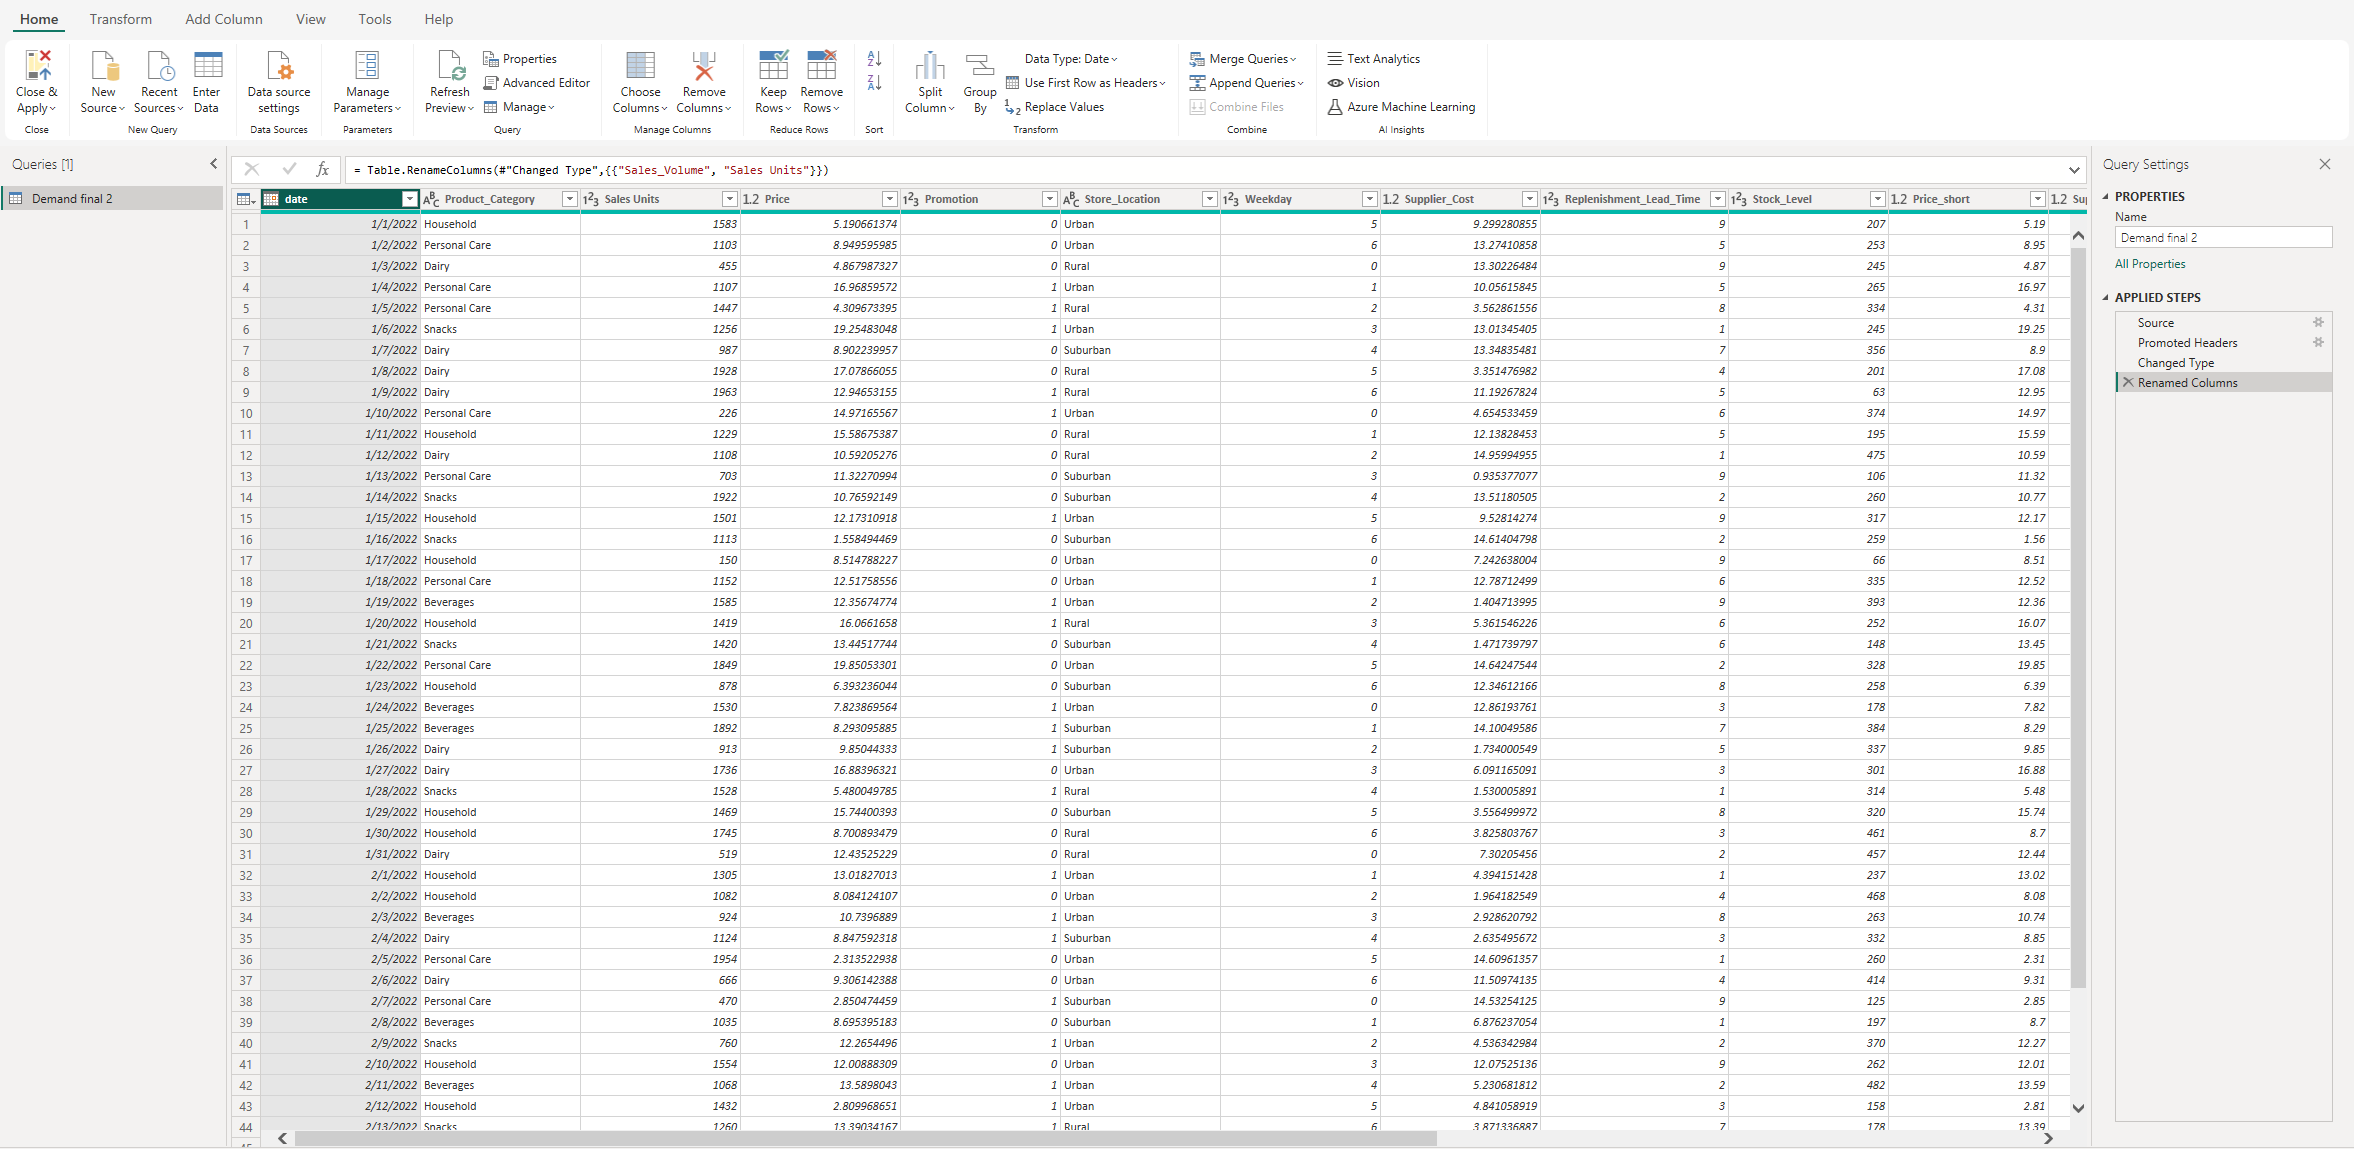 Home Transform Add Column View Tools Help
Close & Apply
New Source
Recent Sources
Enter Data
Data source settings
Manage Parameters
Refresh Preview
Properties
Advanced Editor
Manage
Choose Columns
Remove Columns
Keep Rows
Remove Rows
Split Column
Group By
Data Type: Date
Use First Row as Headers
Replace Values
Merge Queries
Append Queries
Combine Files
Text Analytics
Vision
Azure Machine Learning
Close New Query Data Sources Parameters Query Manage Columns Reduce Rows Sort Transform Combine AI Insights
Queries [1]
Demand final 2
fx = Table.RenameColumns(#"Changed Type",{{"Sales_Volume", "Sales Units"}})
date ABC Product_Category 123 Sales Units 1.2 Price 123 Promotion ABC Store_Location 123 Weekday 1.2 Supplier_Cost 123 Replenishment_Lead_Time 123 Stock_Level 1.2 Price_short 1.2
1 1/1/2022 Household 1583 5.190661374 0 Urban 5 9.299280855 9 207 5.19
2 1/2/2022 Personal Care 1103 8.949595985 0 Urban 6 13.27410858 5 253 8.95
3 1/3/2022 Dairy 455 4.867987327 0 Rural 0 13.30226484 9 245 4.87
4 1/4/2022 Personal Care 1107 16.96859572 1 Urban 1 10.05615845 5 265 16.97
5 1/5/2022 Personal Care 1447 4.309673395 1 Rural 2 3.562861556 8 334 4.31
6 1/6/2022 Snacks 1256 19.25483048 1 Urban 3 13.01345405 1 245 19.25
7 1/7/2022 Dairy 987 8.902239957 0 Suburban 4 13.34835481 7 356 8.9
8 1/8/2022 Dairy 1928 17.07866055 0 Rural 5 3.351476982 4 201 17.08
9 1/9/2022 Dairy 1963 12.94653155 1 Rural 6 11.19267824 5 63 12.95
10 1/10/2022 Personal Care 226 14.97165567 1 Urban 0 4.654533459 6 374 14.97
11 1/11/2022 Household 1229 15.58675387 0 Rural 1 12.13828453 5 195 15.59
12 1/12/2022 Dairy 1108 10.59205276 0 Rural 2 14.95994955 1 475 10.59
13 1/13/2022 Personal Care 703 11.32270994 0 Suburban 3 0.935377077 9 106 11.32
14 1/14/2022 Snacks 1922 10.76592149 0 Suburban 4 13.51180505 2 260 10.77
15 1/15/2022 Household 1501 12.17310918 1 Urban 5 9.52814274 9 317 12.17
16 1/16/2022 Snacks 1113 1.558494469 0 Suburban 6 14.61404798 2 259 1.56
17 1/17/2022 Household 150 8.514788227 0 Urban 0 7.242638004 9 66 8.51
18 1/18/2022 Personal Care 1152 12.51758556 0 Urban 1 12.78712499 6 335 12.52
19 1/19/2022 Beverages 1585 12.35674774 1 Urban 2 1.404713995 9 393 12.36
20 1/20/2022 Household 1419 16.0661658 1 Rural 3 5.361546226 6 252 16.07
21 1/21/2022 Snacks 1420 13.44517744 0 Suburban 4 1.471739797 6 148 13.45
22 1/22/2022 Personal Care 1849 19.85053301 0 Urban 5 14.64247544 2 328 19.85
23 1/23/2022 Household 878 6.393236044 0 Suburban 6 12.34612166 8 258 6.39
24 1/24/2022 Beverages 1530 7.823869564 1 Urban 0 12.86193761 3 178 7.82
25 1/25/2022 Beverages 1892 8.293095885 1 Suburban 1 14.10049586 7 384 8.29
26 1/26/2022 Dairy 913 9.85044333 1 Suburban 2 1.734000549 5 337 9.85
27 1/27/2022 Dairy 1736 16.88396321 0 Urban 3 6.091165091 3 301 16.88
28 1/28/2022 Snacks 1528 5.480049785 1 Rural 4 1.530005891 1 314 5.48
29 1/29/2022 Household 1469 15.74400393 0 Suburban 5 3.556499972 8 320 15.74
30 1/30/2022 Household 1745 8.700893479 0 Rural 6 3.825803767 3 461 8.7
31 1/31/2022 Dairy 519 12.43525229 0 Rural 0 7.30205456 2 457 12.44
32 2/1/2022 Household 1305 13.01827013 1 Urban 1 4.394151428 1 237 13.02
33 2/2/2022 Household 1082 8.084124107 0 Urban 2 1.964182549 4 468 8.08
34 2/3/2022 Beverages 924 10.7396889 1 Urban 3 2.928620792 8 263 10.74
35 2/4/2022 Dairy 1124 8.847592318 1 Suburban 4 2.635495672 3 332 8.85
36 2/5/2022 Personal Care 1954 2.313522938 0 Urban 5 14.60961357 1 260 2.31
37 2/6/2022 Dairy 666 9.306142388 0 Urban 6 11.50974135 4 414 9.31
38 2/7/2022 Personal Care 470 2.850474459 1 Suburban 0 14.53254125 9 125 2.85
39 2/8/2022 Beverages 1035 8.695395183 0 Suburban 1 6.876237054 1 197 8.7
40 2/9/2022 Snacks 760 12.2654496 1 Urban 2 4.536342984 2 370 12.27
41 2/10/2022 Household 1554 12.00888309 0 Urban 3 12.07525136 9 262 12.01
42 2/11/2022 Beverages 1068 13.5898043 1 Urban 4 5.230681812 2 482 13.59
43 2/12/2022 Household 1432 2.809968651 1 Urban 5 4.841058919 3 158 2.81
44 2/13/2022 Snacks 1260 13.39034167 1 Rural 6 3.871336887 7 178 13.39
Query Settings
PROPERTIES
Name
Demand final 2
All Properties
APPLIED STEPS
Source
Promoted Headers
Changed Type
Renamed Columns